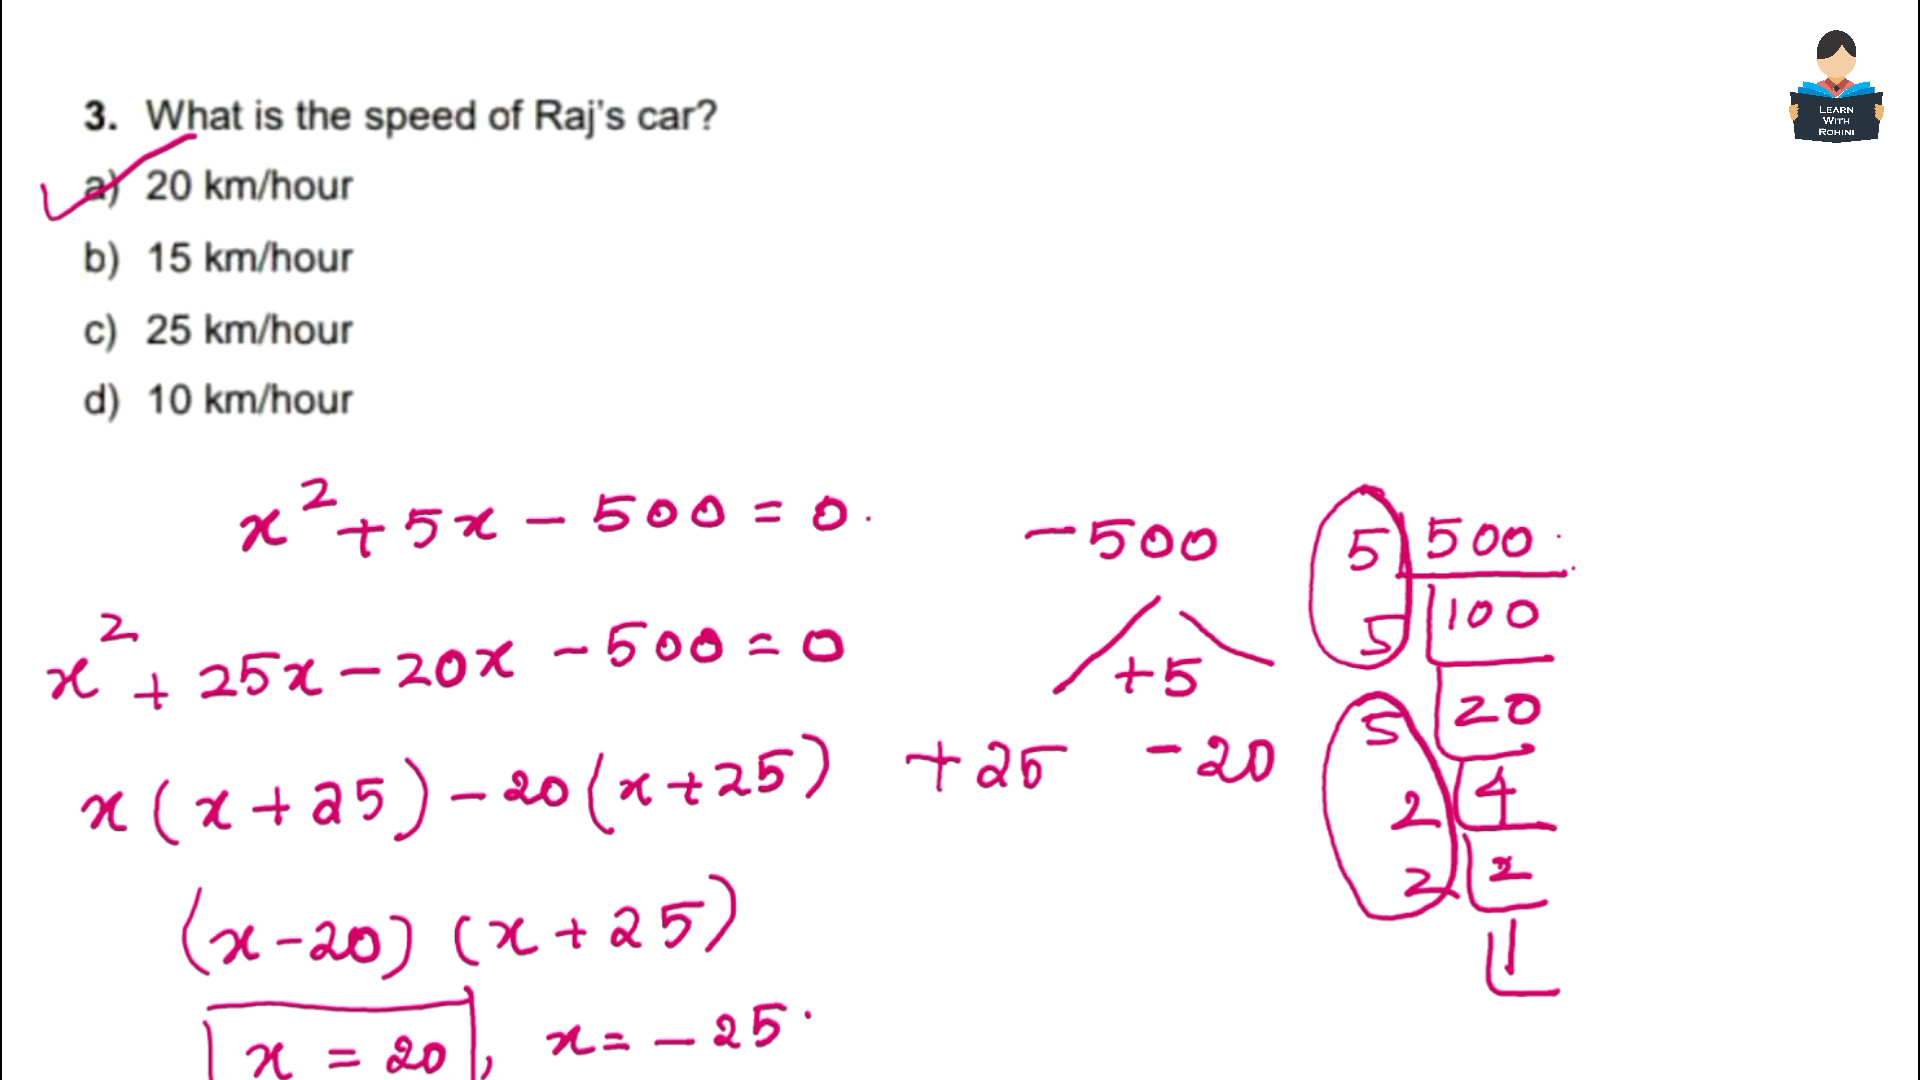 LEARN
WITH
ROHINI
3. What is the speed of Raj's car?
a) 20 km/hour
b) 15 km/hour
c) 25 km/hour
d) 10 km/hour
x² + 5x - 500 = 0.
x² + 25x - 20x - 500 = 0
x (x + 25) - 20 (x + 25)
(x - 20) (x + 25)
x = 20, x = - 25.
- 500
+5
+25 -20
5 500
5 100
5 20
2 4
2 2
1